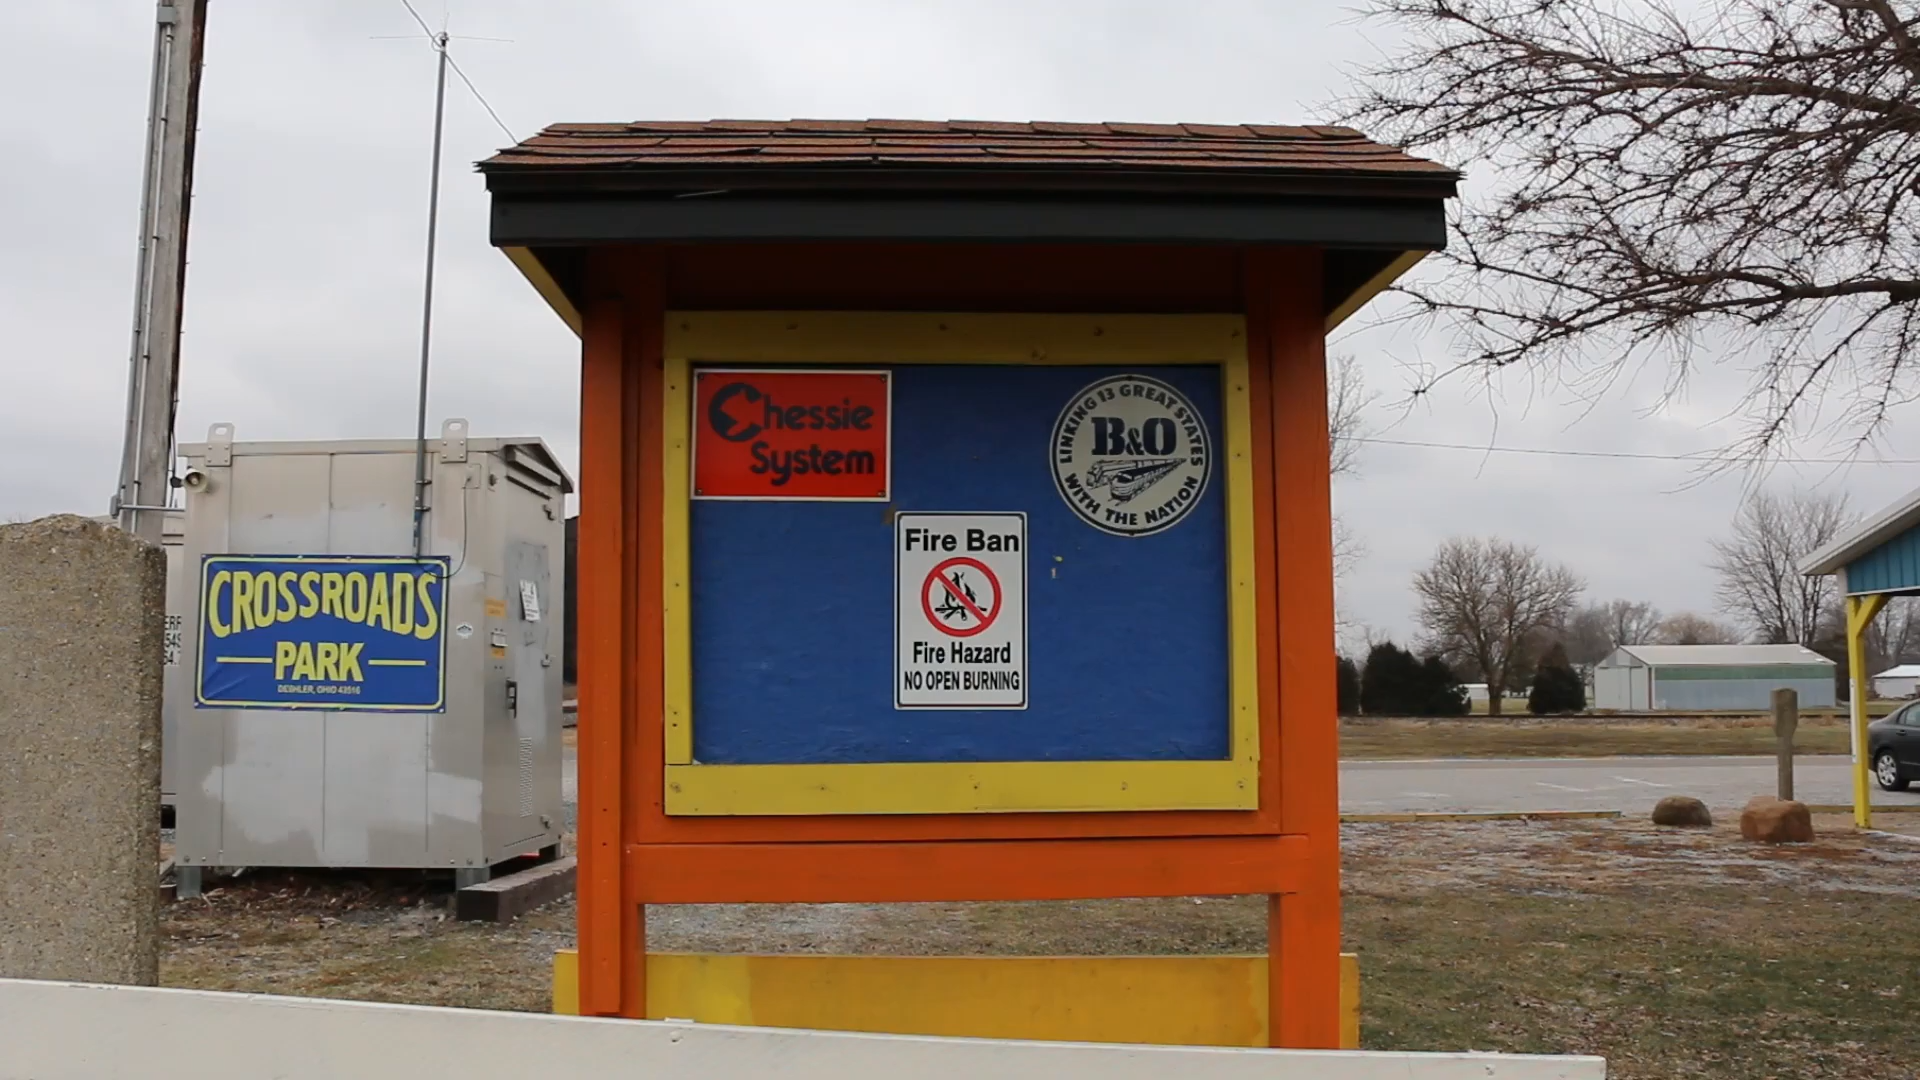 Chessie
System
LINKING 13 GREAT STATES
B&O
WITH THE NATION
Fire Ban
Fire Hazard
NO OPEN BURNING
CROSSROADS
PARK
DESHLER, OHIO 43516